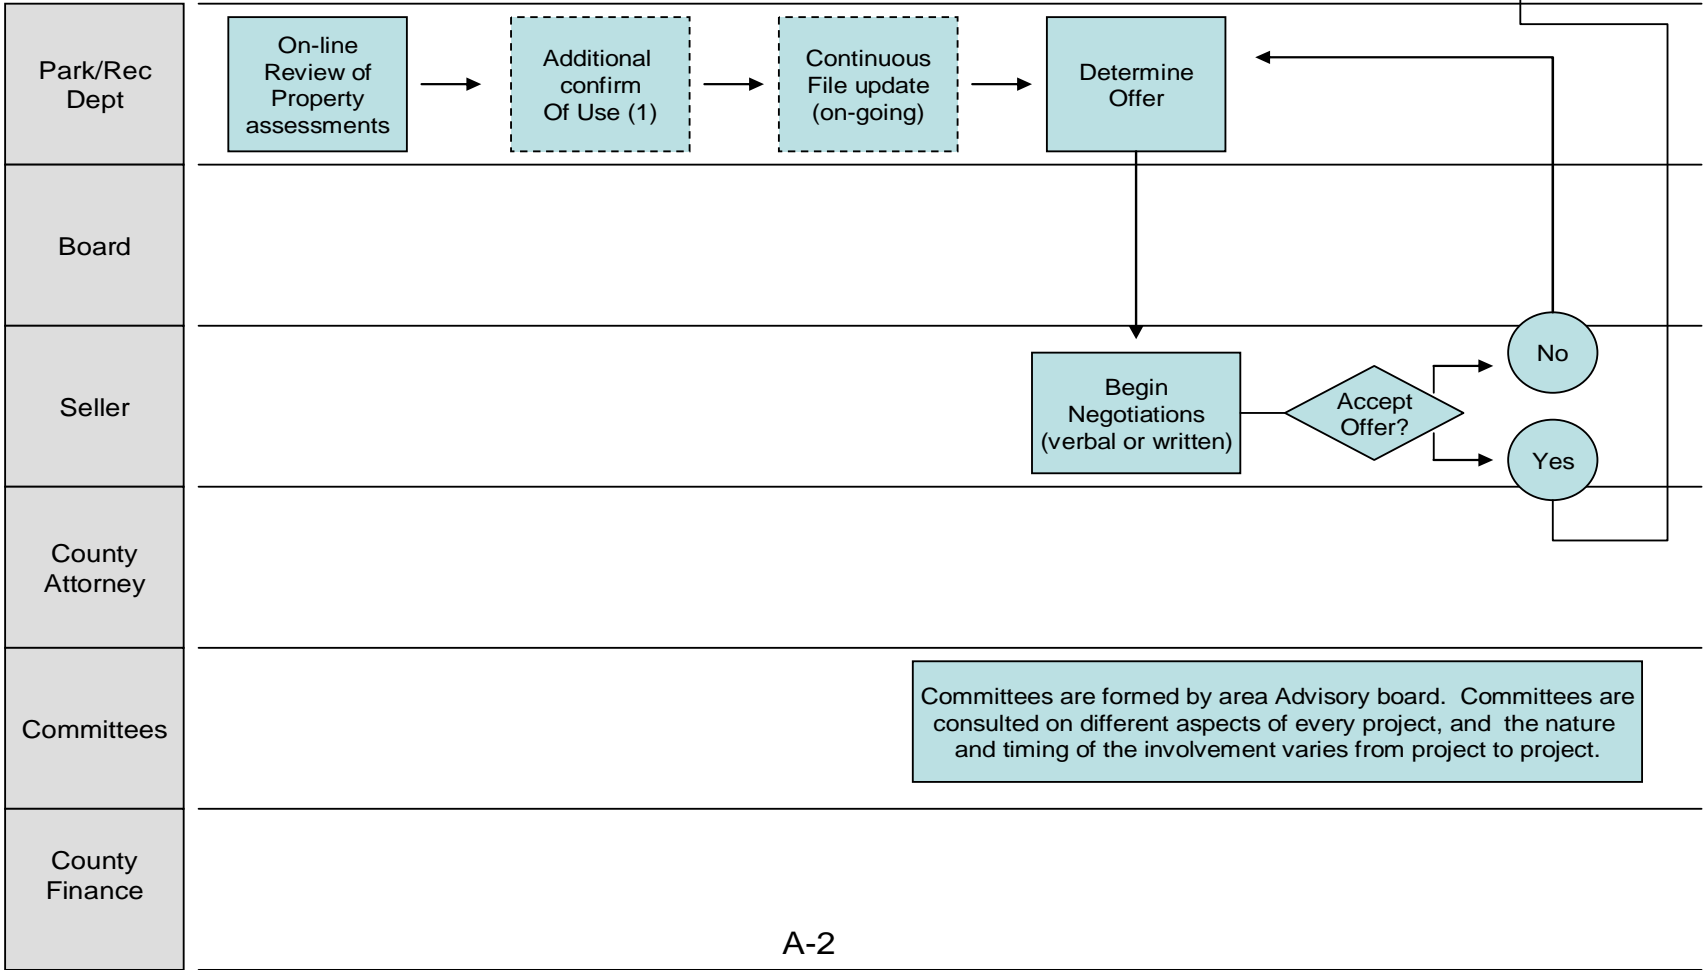 Park/Rec
Dept
On-line
Review of
Property
assessments
Additional
confirm
Of Use (1)
Continuous
File update
(on-going)
Determine
Offer
Board
Seller
Begin
Negotiations
(verbal or written)
Accept
Offer?
No
Yes
County
Attorney
Committees
Committees are formed by area Advisory board.  Committees are
consulted on different aspects of every project, and  the nature
and timing of the involvement varies from project to project.
County
Finance
A-2